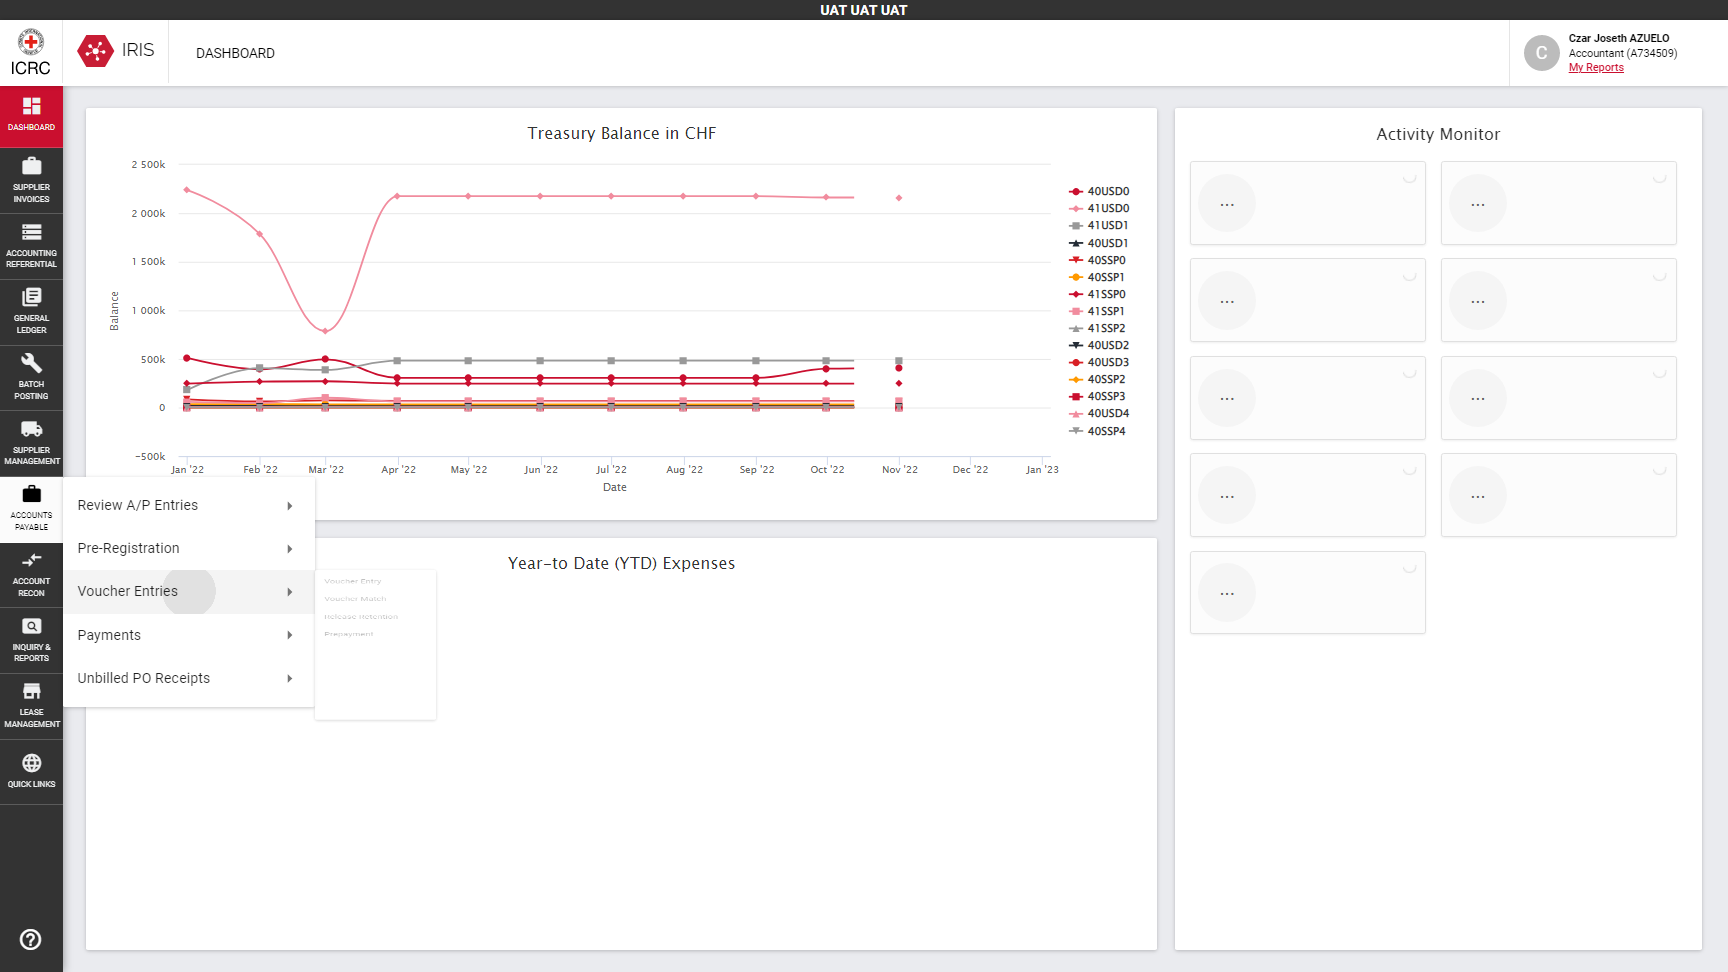 UAT UAT UAT
ICRC
IRIS
DASHBOARD
C
Czar Joseth AZUELO
Accountant (A734509)
My Reports
DASHBOARD
SUPPLIER
INVOICES
ACCOUNTING
REFERENTIAL
GENERAL
LEDGER
BATCH
POSTING
SUPPLIER
MANAGEMENT
ACCOUNTS
PAYABLE
ACCOUNT
RECON
INQUIRY &
REPORTS
LEASE
MANAGEMENT
QUICK LINKS
Treasury Balance in CHF
2 500k
2 000k
1 500k
1 000k
500k
0
−500k
Balance
Jan '22
Feb '22
Mar '22
Apr '22
May '22
Jun '22
Jul '22
Aug '22
Sep '22
Oct '22
Nov '22
Dec '22
Jan '23
Date
40USD0
41USD0
41USD1
40USD1
40SSP0
40SSP1
41SSP0
41SSP1
41SSP2
40USD2
40USD3
40SSP2
40SSP3
40USD4
40SSP4
Review A/P Entries
Pre-Registration
Voucher Entries
Payments
Unbilled PO Receipts
Voucher Entry
Voucher Match
Release Retention
Prepayment
Year-to Date (YTD) Expenses
Activity Monitor
...
...
...
...
...
...
...
...
...